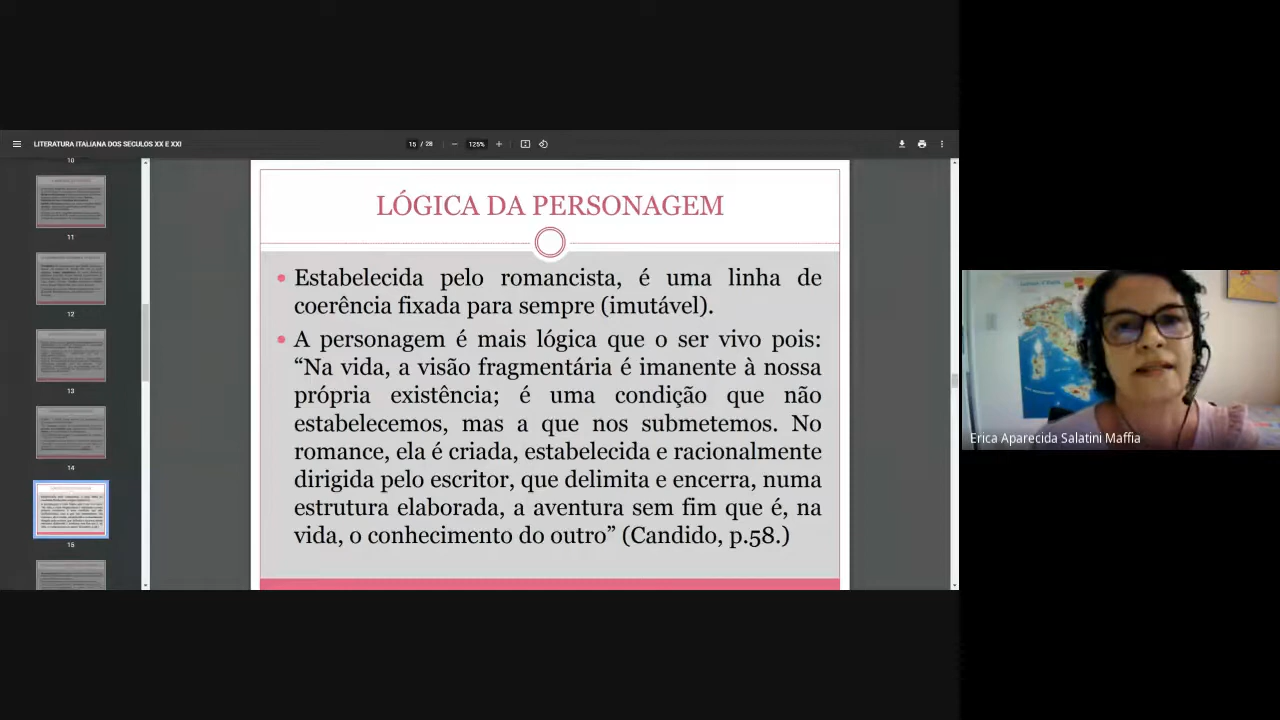 LITERATURA ITALIANA DOS SECULOS XX E XXI
15 / 28
125%
10
11
12
13
14
15
LÓGICA DA PERSONAGEM
• Estabelecida pelo romancista, é uma linha de
coerência fixada para sempre (imutável).
• A personagem é mais lógica que o ser vivo pois:
“Na vida, a visão fragmentária é imanente à nossa
própria existência; é uma condição que não
estabelecemos, mas a que nos submetemos. No
romance, ela é criada, estabelecida e racionalmente
dirigida pelo escritor, que delimita e encerra, numa
estrutura elaborada, a aventura sem fim que é, na
vida, o conhecimento do outro” (Candido, p.58.)
Erica Aparecida Salatini Maffia